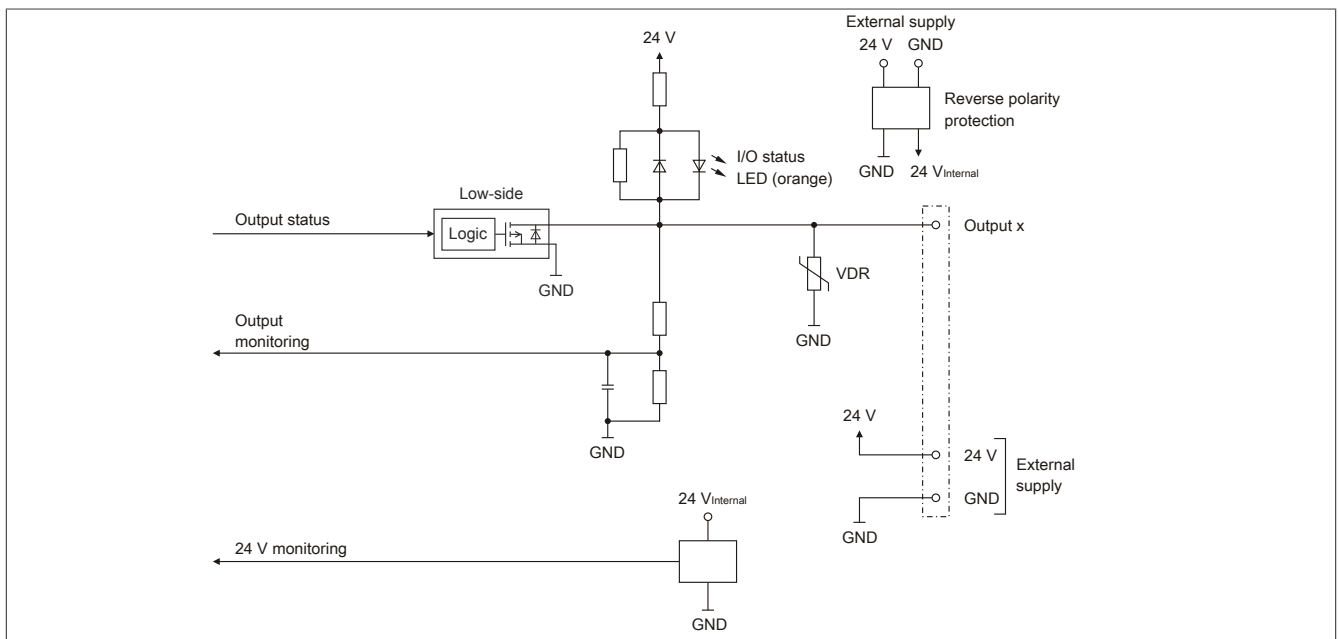 External supply
24 V GND
24 V
Reverse polarity
protection
GND 24 VInternal
I/O status
LED (orange)
Low-side
Output status
Logic
Output x
GND
VDR
GND
Output
monitoring
24 V
GND
24 V
External
supply
GND
GND
24 VInternal
24 V monitoring
GND